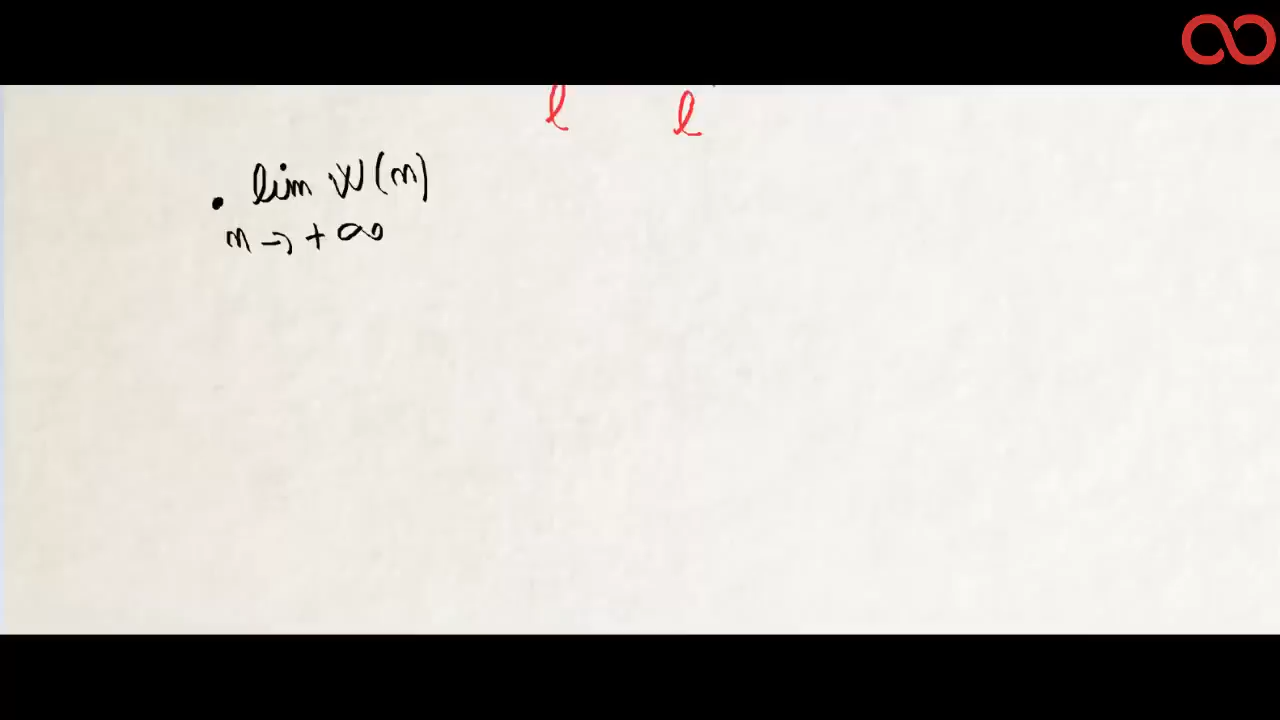 ℓ ℓ
• lim W(n)
n → + ∞